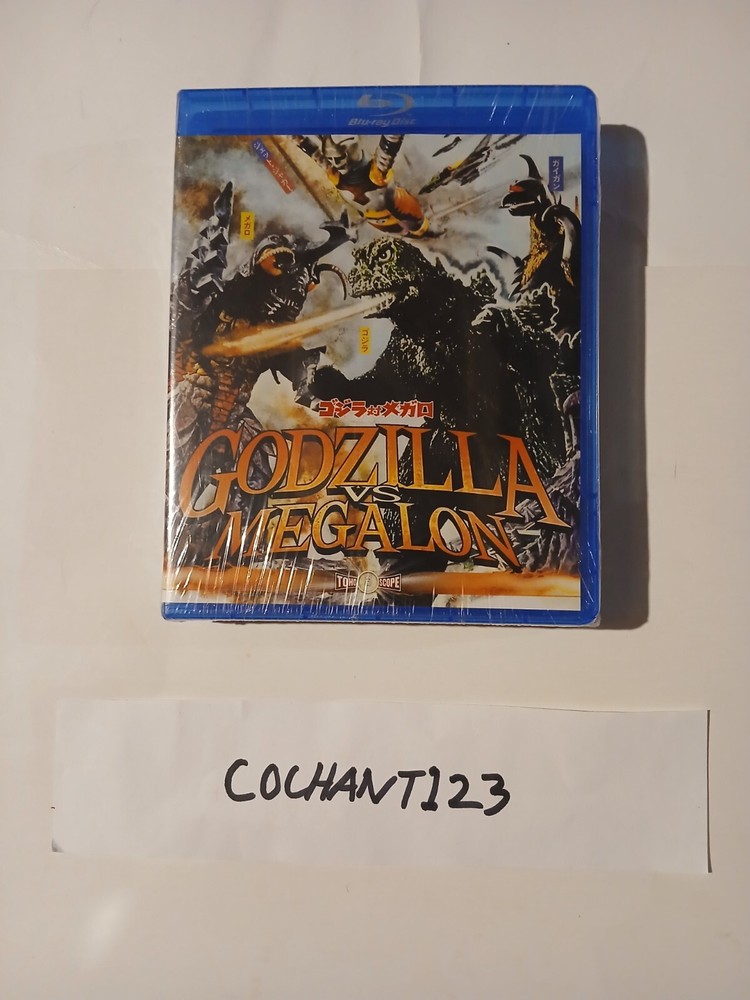 Blu-ray Disc
ガイガン
メガロ
ゴジラ
ゴジラ対メガロ
GODZILLA
VS
MEGALON
TOHO SCOPE
COCHANT123